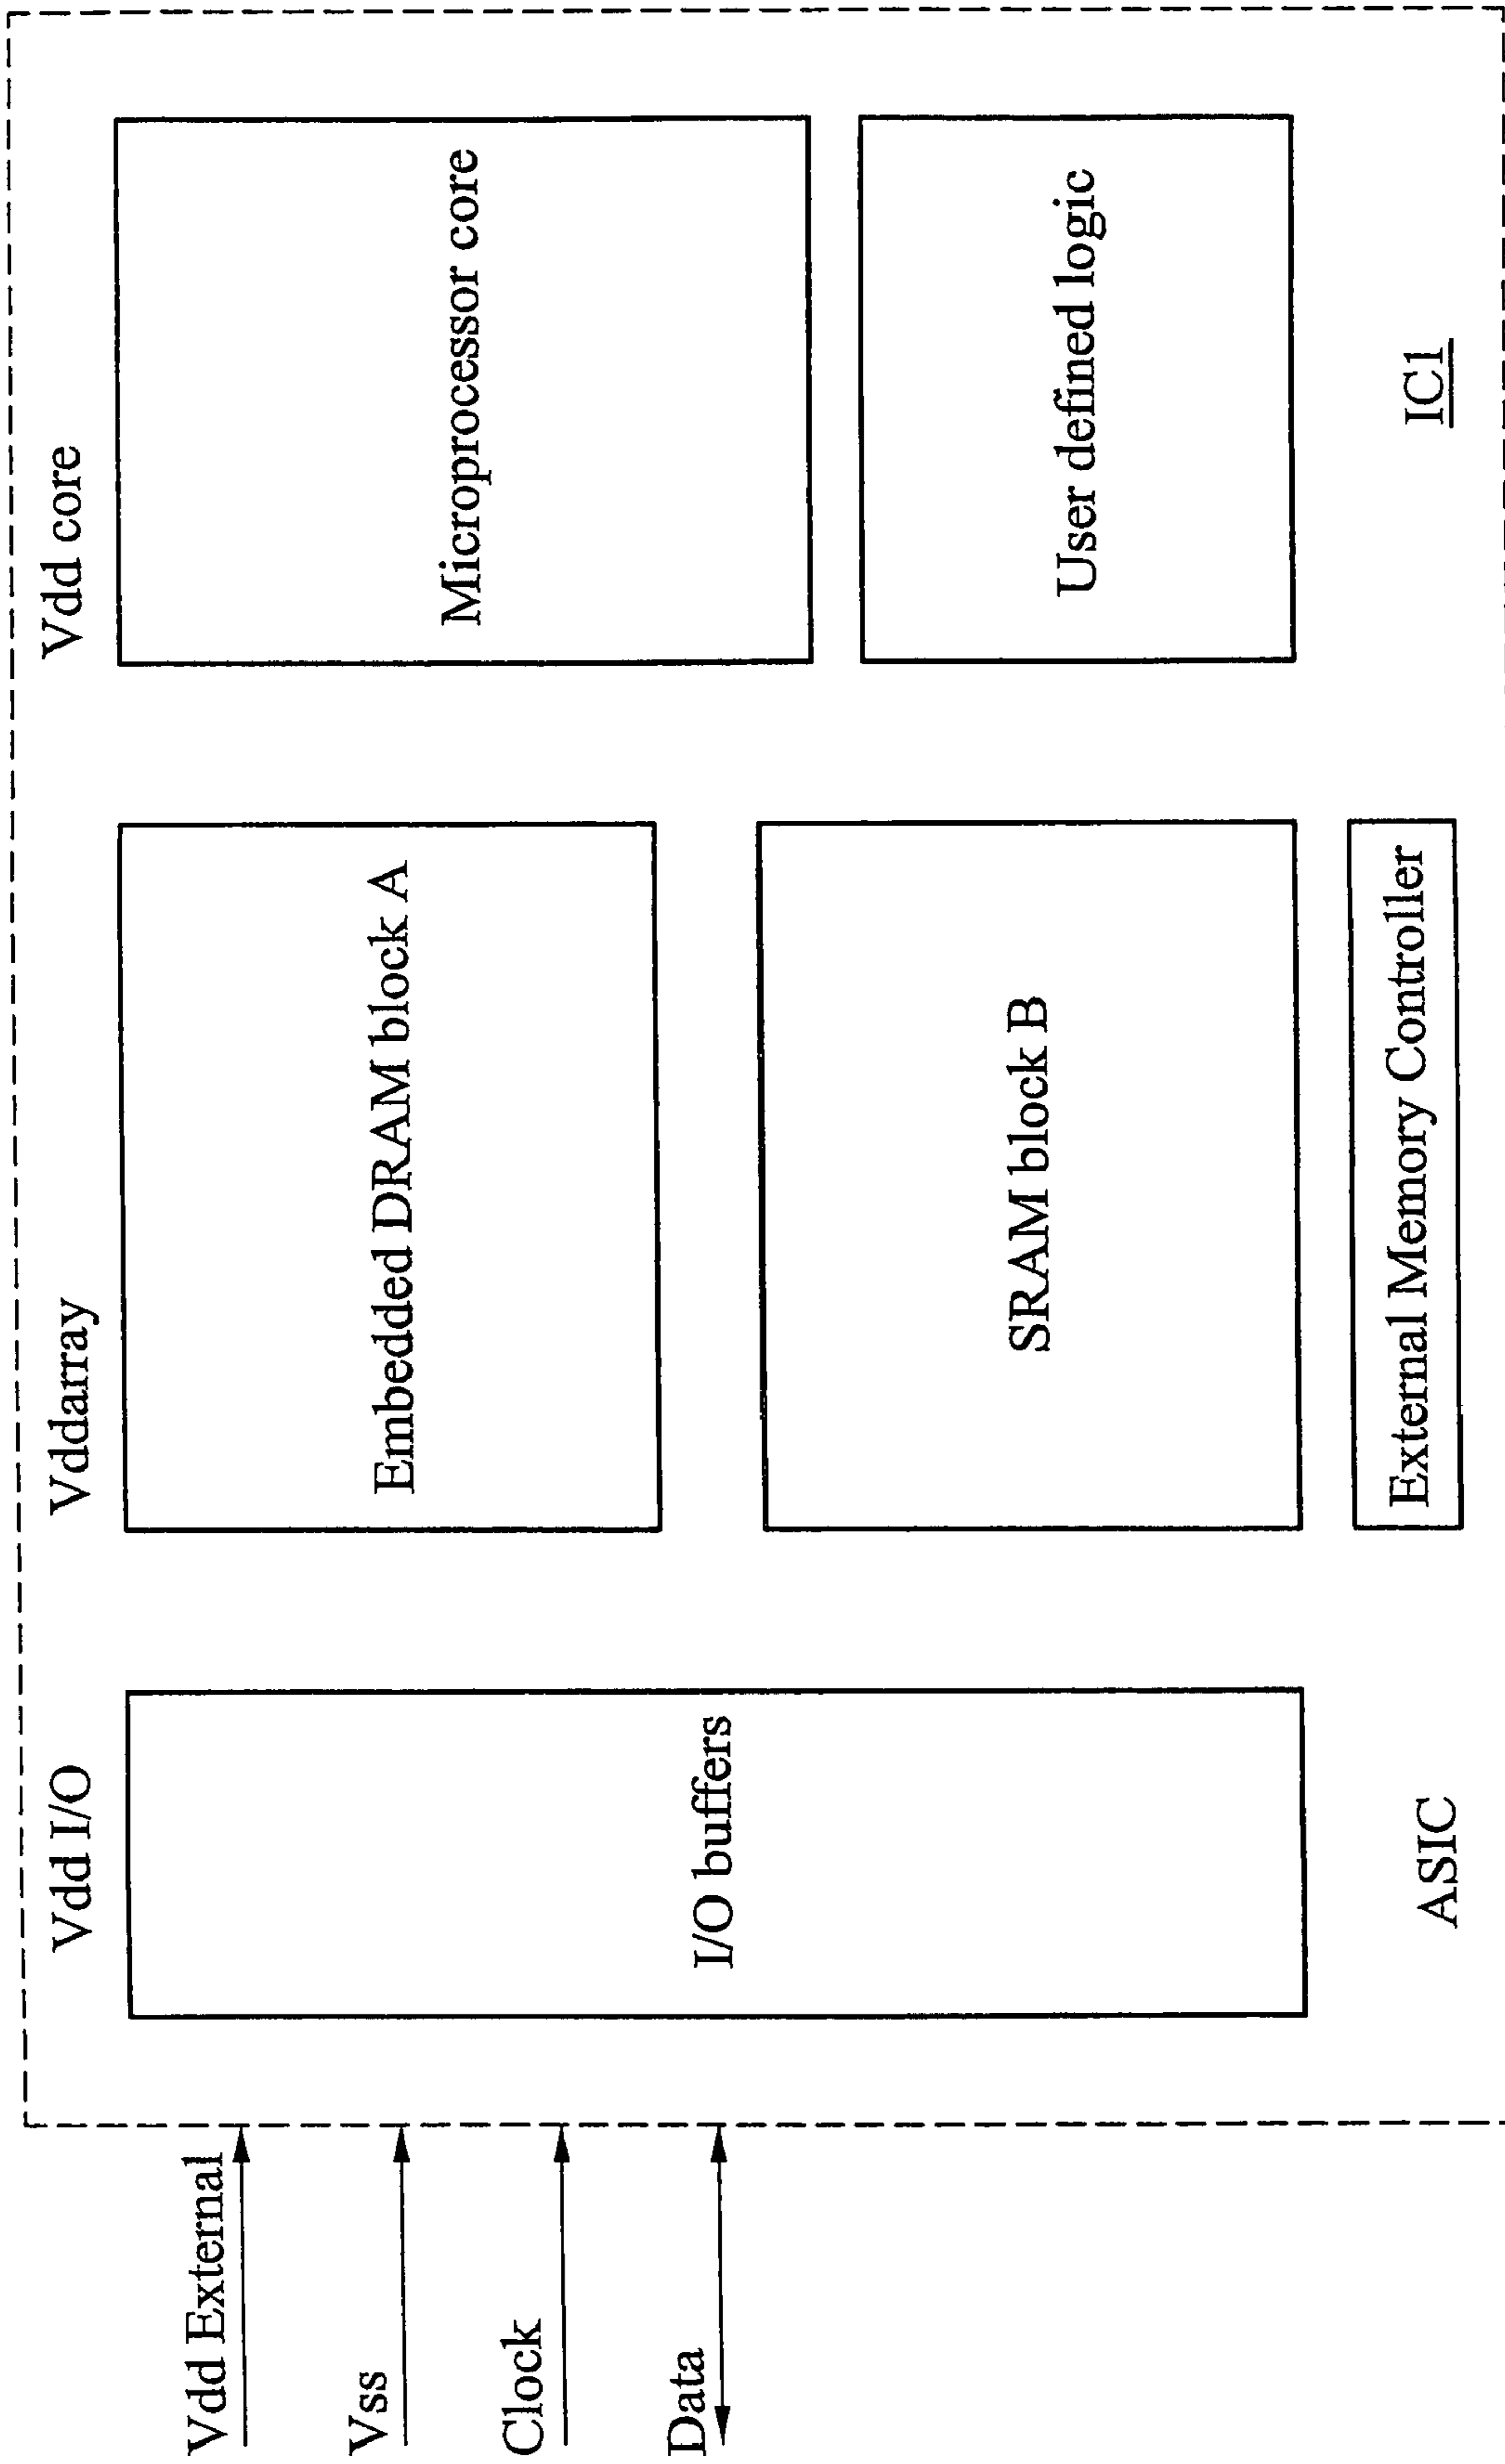 Vdd I/O
Vddarray
Vdd core
Vdd External
Vss
Clock
Data
I/O buffers
Embedded DRAM block A
SRAM block B
External Memory Controller
Microprocessor core
User defined logic
ASIC
IC1